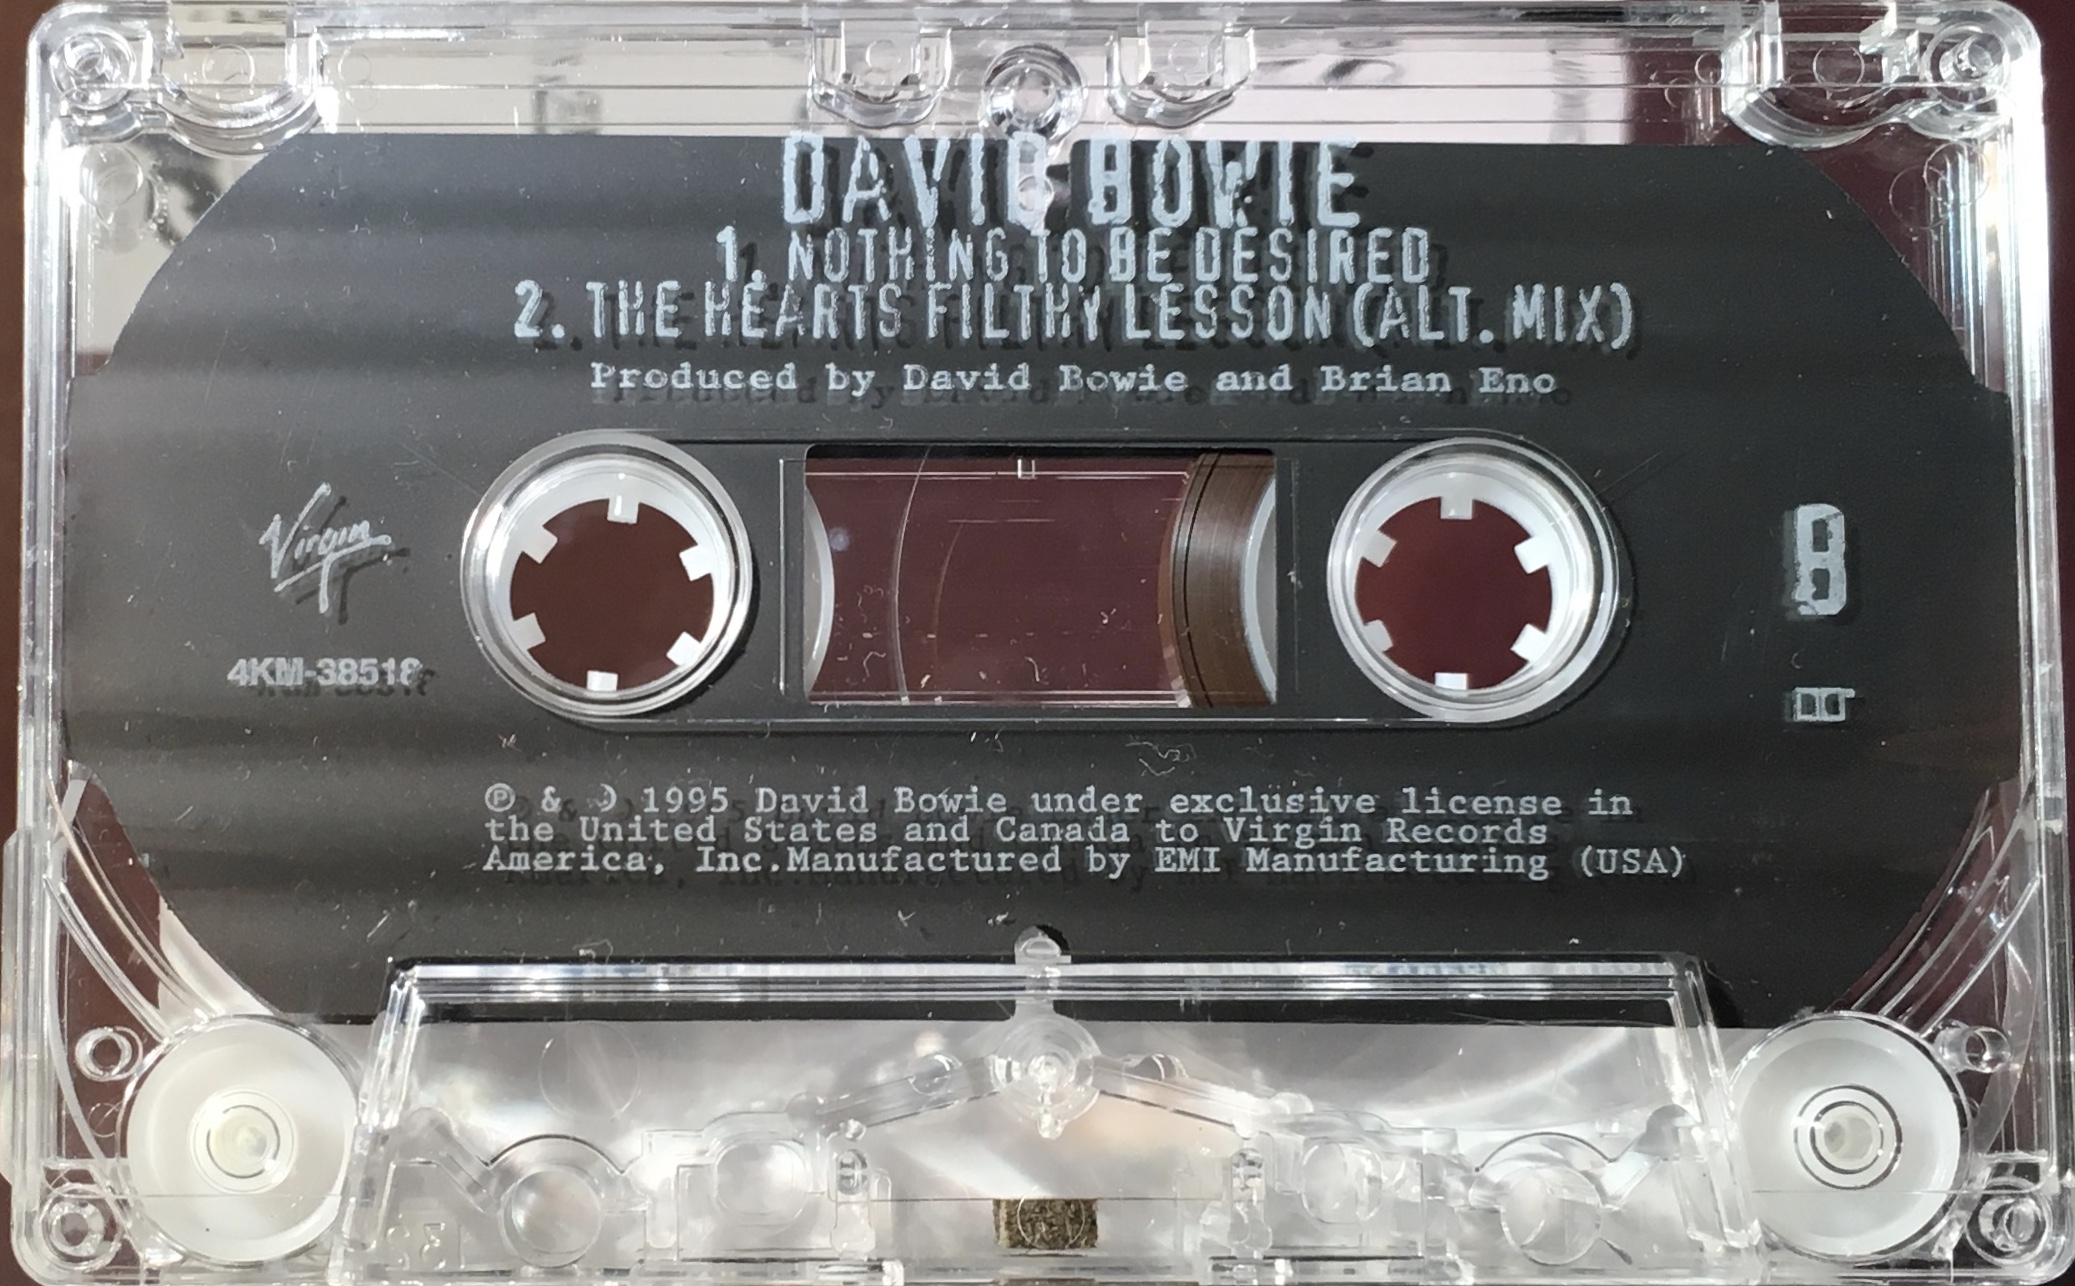 DAVID BOWIE
1. NOTHING TO BE DESIRED
2. THE HEARTS FILTHY LESSON (ALT. MIX)
Produced by David Bowie and Brian Eno
Virgin
B
4KM-38518
℗ & © 1995 David Bowie under exclusive license in
the United States and Canada to Virgin Records
America, Inc.Manufactured by EMI Manufacturing (USA)